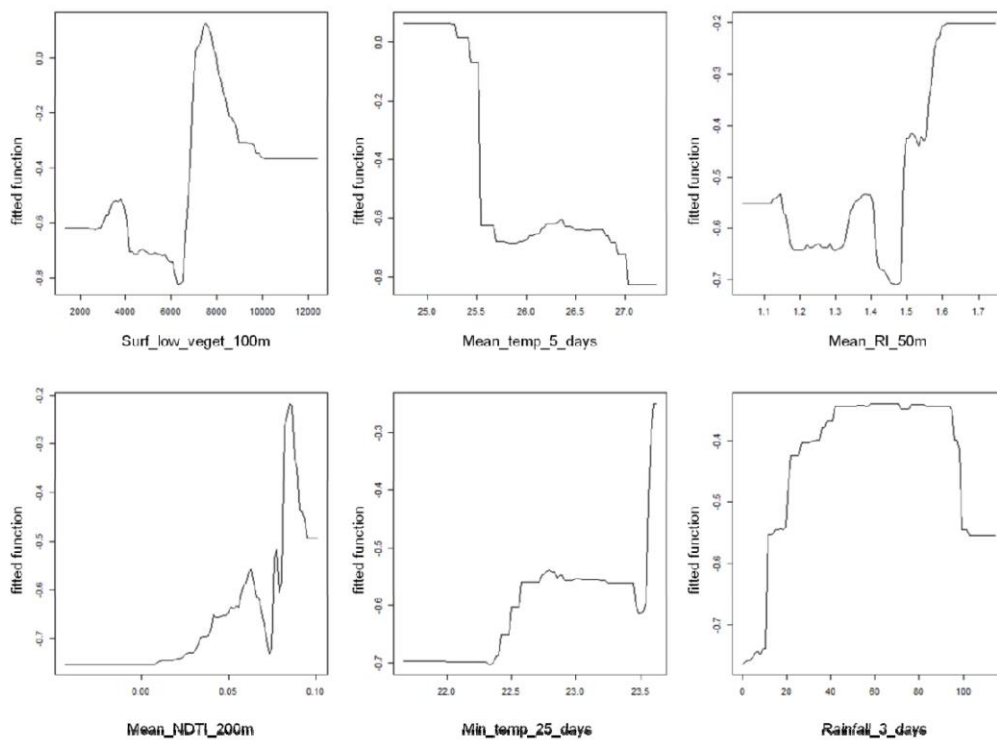 fitted function
0.0
-0.2
-0.4
-0.6
-0.8
2000 4000 6000 8000 10000 12000
Surf_low_veget_100m
fitted function
0.0
-0.2
-0.4
-0.6
-0.8
25.0 25.5 26.0 26.5 27.0
Mean_temp_5_days
fitted function
-0.2
-0.3
-0.4
-0.5
-0.6
-0.7
1.1 1.2 1.3 1.4 1.5 1.6 1.7
Mean_RI_50m
fitted function
-0.2
-0.3
-0.4
-0.5
-0.6
-0.7
0.00 0.05 0.10
Mean_NDTI_200m
fitted function
-0.3
-0.4
-0.5
-0.6
-0.7
22.0 22.5 23.0 23.5
Min_temp_25_days
fitted function
-0.4
-0.5
-0.6
-0.7
0 20 40 60 80 100
Rainfall_3_days